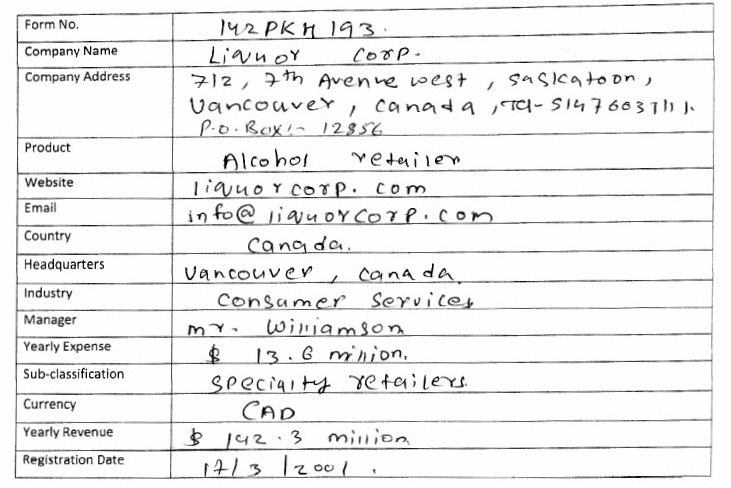 Form No. 142PKH193.
Company Name Liquor Corp.
Company Address 712, 7th Avenue west, Saskatoon,
Vancouver, Canada, Tel- 5147603711.
P.O. Box:- 12856
Product Alcohol retailer
Website liquorcorp.com
Email info@liquorcorp.com
Country Canada.
Headquarters Vancouver, Canada
Industry Consumer Services
Manager Mr. Williamson
Yearly Expense $ 13.6 million.
Sub-classification Specialty retailers.
Currency CAD
Yearly Revenue $ 142.3 million
Registration Date 17/3/2001.